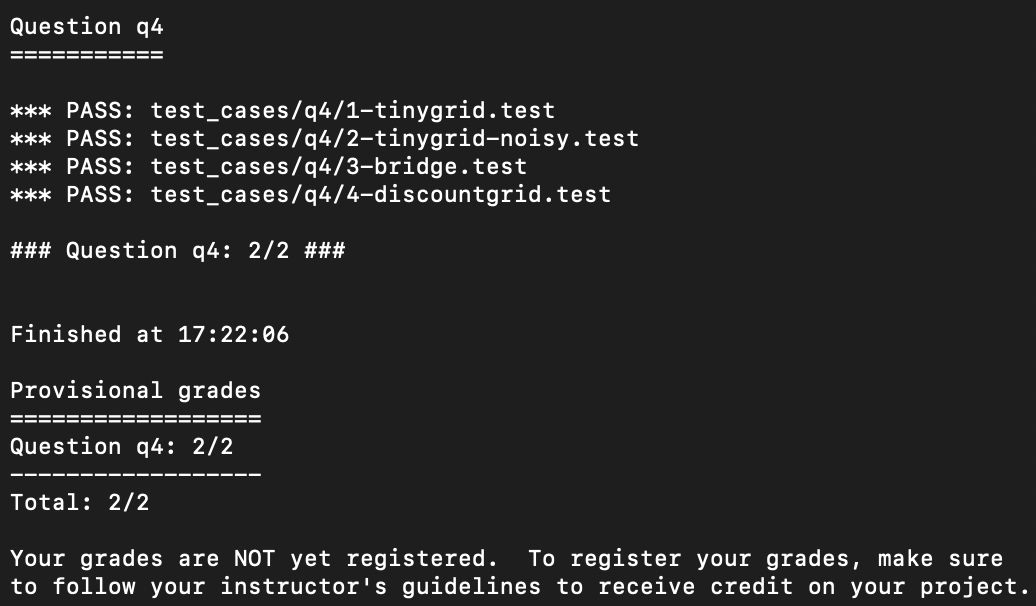 Question q4
===========
*** PASS: test_cases/q4/1-tinygrid.test
*** PASS: test_cases/q4/2-tinygrid-noisy.test
*** PASS: test_cases/q4/3-bridge.test
*** PASS: test_cases/q4/4-discountgrid.test
### Question q4: 2/2 ###
Finished at 17:22:06
Provisional grades
==================
Question q4: 2/2
------------------
Total: 2/2
Your grades are NOT yet registered.  To register your grades, make sure
to follow your instructor's guidelines to receive credit on your project.